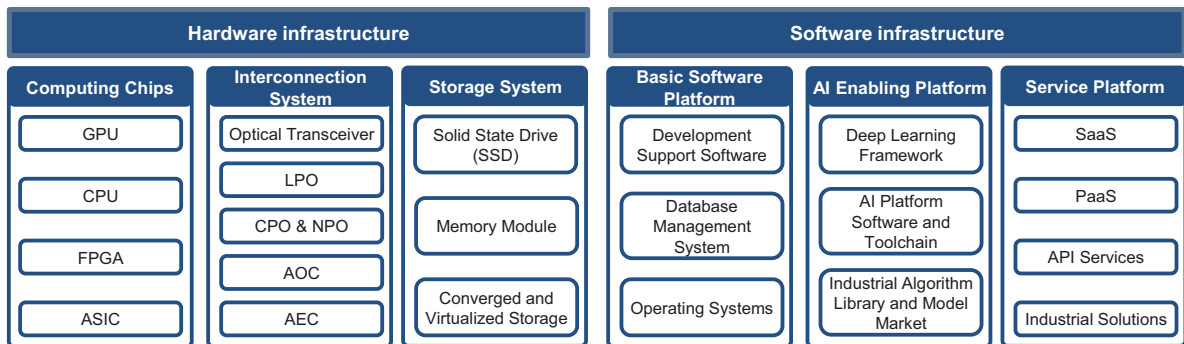 Hardware infrastructure
Software infrastructure
Computing Chips
GPU
CPU
FPGA
ASIC
Interconnection
System
Optical Transceiver
LPO
CPO & NPO
AOC
AEC
Storage System
Solid State Drive
(SSD)
Memory Module
Converged and
Virtualized Storage
Basic Software
Platform
Development
Support Software
Database
Management
System
Operating Systems
AI Enabling Platform
Deep Learning
Framework
AI Platform
Software and
Toolchain
Industrial Algorithm
Library and Model
Market
Service Platform
SaaS
PaaS
API Services
Industrial Solutions